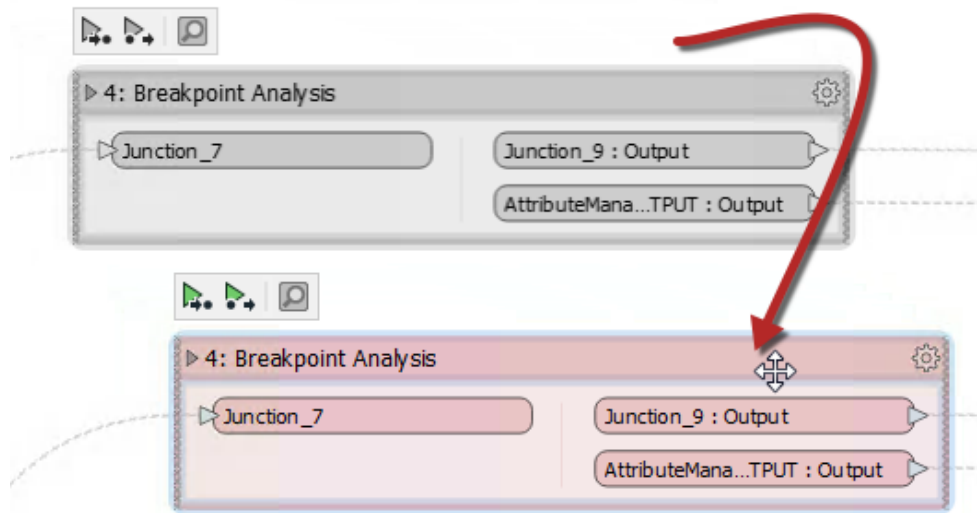 4: Breakpoint Analysis
Junction_7
Junction_9 : Output
AttributeMana...TPUT : Output
4: Breakpoint Analysis
Junction_7
Junction_9 : Output
AttributeMana...TPUT : Output